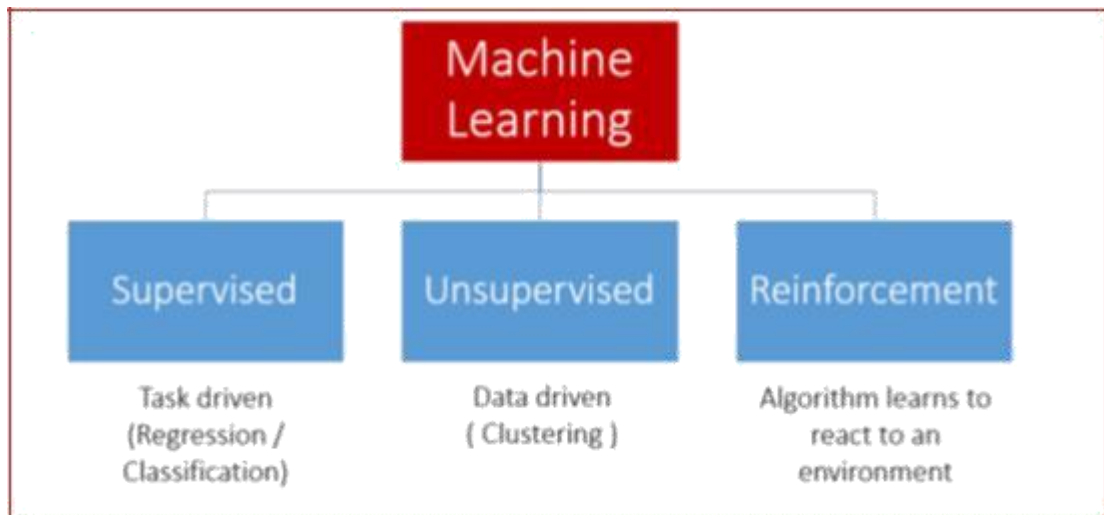 Machine
Learning
Supervised
Unsupervised
Reinforcement
Task driven
(Regression /
Classification)
Data driven
( Clustering )
Algorithm learns to
react to an
environment